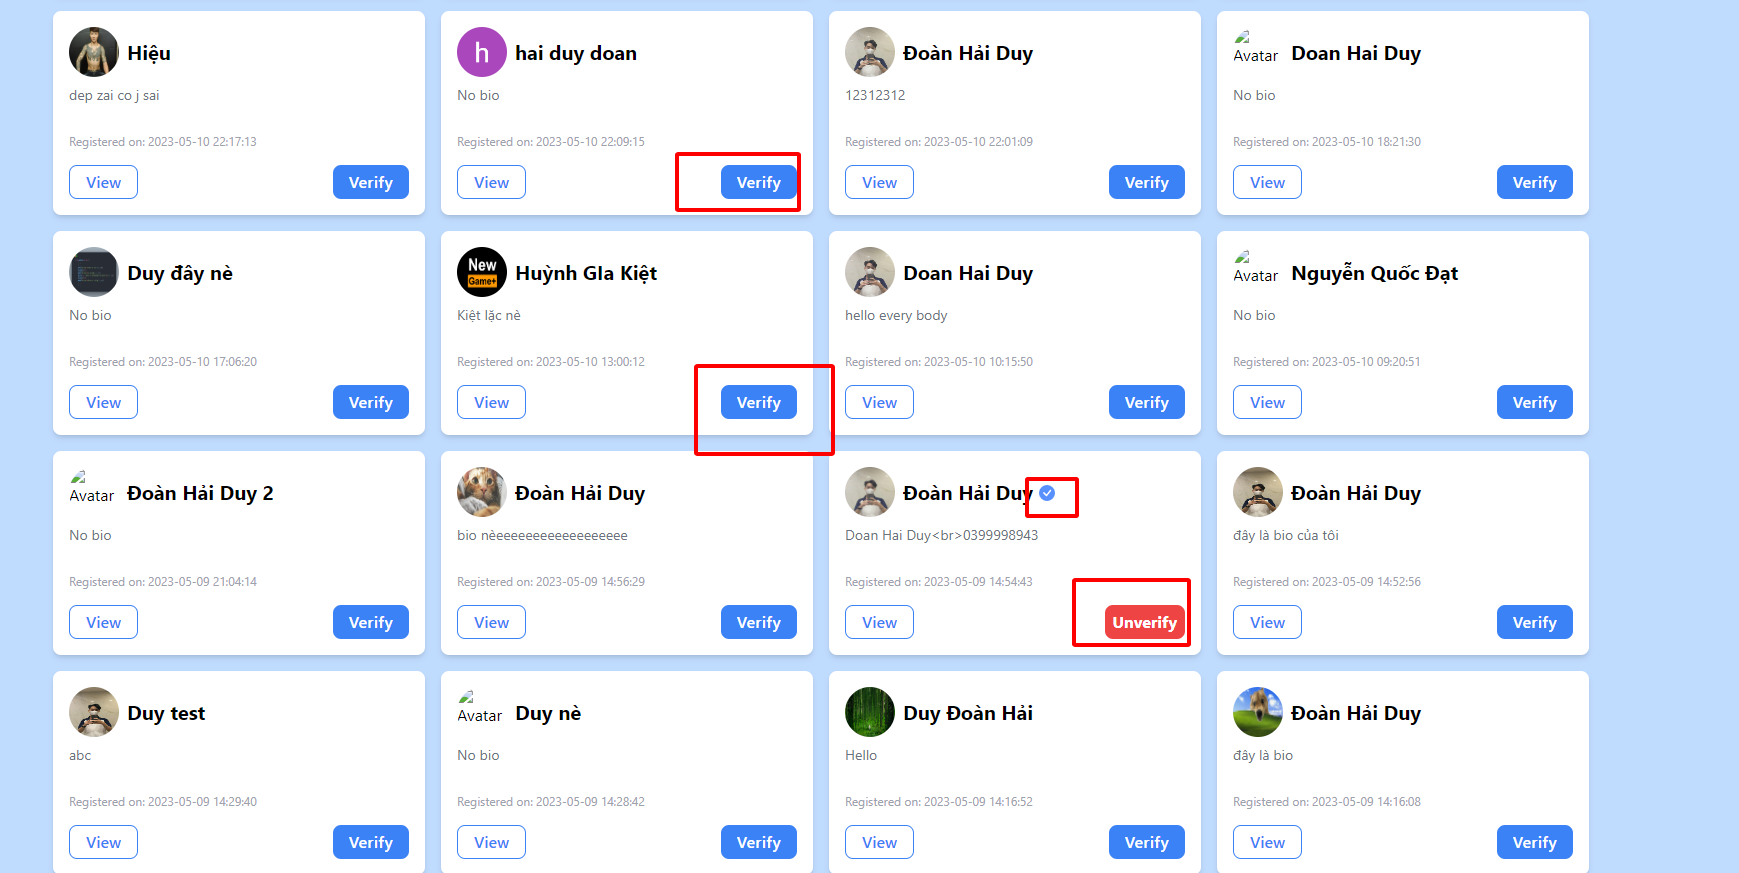 Hiệu
dep zai co j sai
Registered on: 2023-05-10 22:17:13
View Verify
h hai duy doan
No bio
Registered on: 2023-05-10 22:09:15
View Verify
Đoàn Hải Duy
12312312
Registered on: 2023-05-10 22:01:09
View Verify
Avatar Doan Hai Duy
No bio
Registered on: 2023-05-10 18:21:30
View Verify
Duy đây nè
No bio
Registered on: 2023-05-10 17:06:20
View Verify
New
Game+
Huỳnh GIa Kiệt
Kiệt lặc nè
Registered on: 2023-05-10 13:00:12
View Verify
Doan Hai Duy
hello every body
Registered on: 2023-05-10 10:15:50
View Verify
Avatar Nguyễn Quốc Đạt
No bio
Registered on: 2023-05-10 09:20:51
View Verify
Avatar Đoàn Hải Duy 2
No bio
Registered on: 2023-05-09 21:04:14
View Verify
Đoàn Hải Duy
bio nèeeeeeeeeeeeeeeeeee
Registered on: 2023-05-09 14:56:29
View Verify
Đoàn Hải Duy
Doan Hai Duy<br>0399998943
Registered on: 2023-05-09 14:54:43
View Unverify
Đoàn Hải Duy
đây là bio của tôi
Registered on: 2023-05-09 14:52:56
View Verify
Duy test
abc
Registered on: 2023-05-09 14:29:40
View Verify
Avatar Duy nè
No bio
Registered on: 2023-05-09 14:28:42
View Verify
Duy Đoàn Hải
Hello
Registered on: 2023-05-09 14:16:52
View Verify
Đoàn Hải Duy
đây là bio
Registered on: 2023-05-09 14:16:08
View Verify